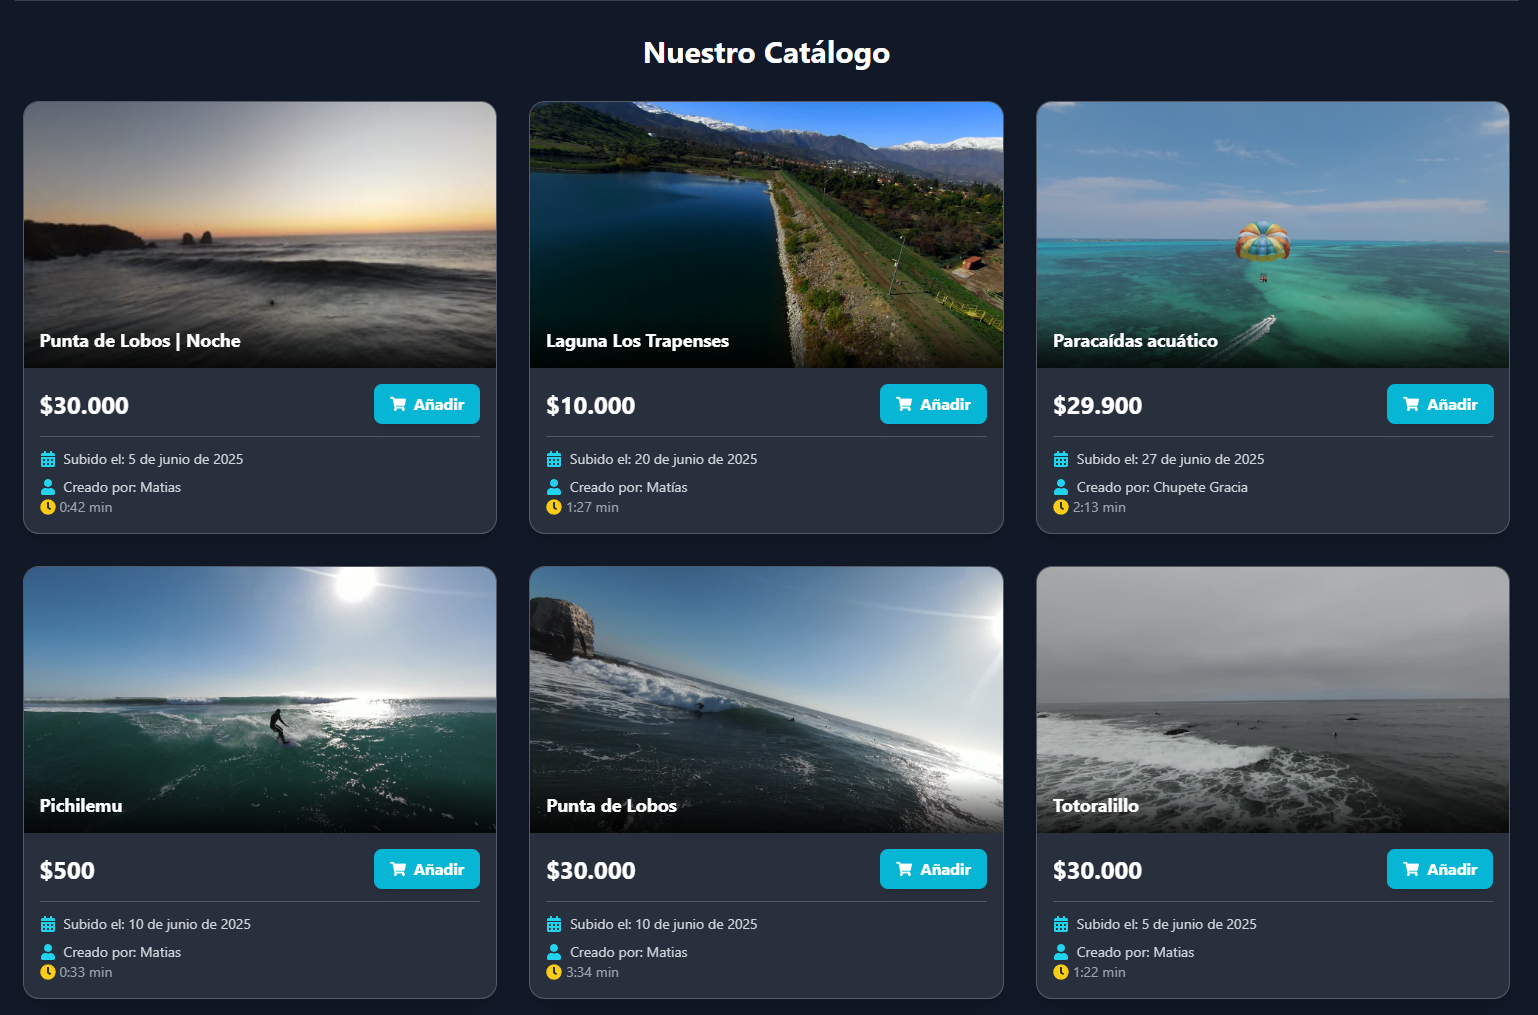 Nuestro Catálogo
Punta de Lobos | Noche
$30.000
Añadir
Subido el: 5 de junio de 2025
Creado por: Matias
0:42 min
Laguna Los Trapenses
$10.000
Añadir
Subido el: 20 de junio de 2025
Creado por: Matías
1:27 min
Paracaídas acuático
$29.900
Añadir
Subido el: 27 de junio de 2025
Creado por: Chupete Gracia
2:13 min
Pichilemu
$500
Añadir
Subido el: 10 de junio de 2025
Creado por: Matias
0:33 min
Punta de Lobos
$30.000
Añadir
Subido el: 10 de junio de 2025
Creado por: Matias
3:34 min
Totoralillo
$30.000
Añadir
Subido el: 5 de junio de 2025
Creado por: Matias
1:22 min